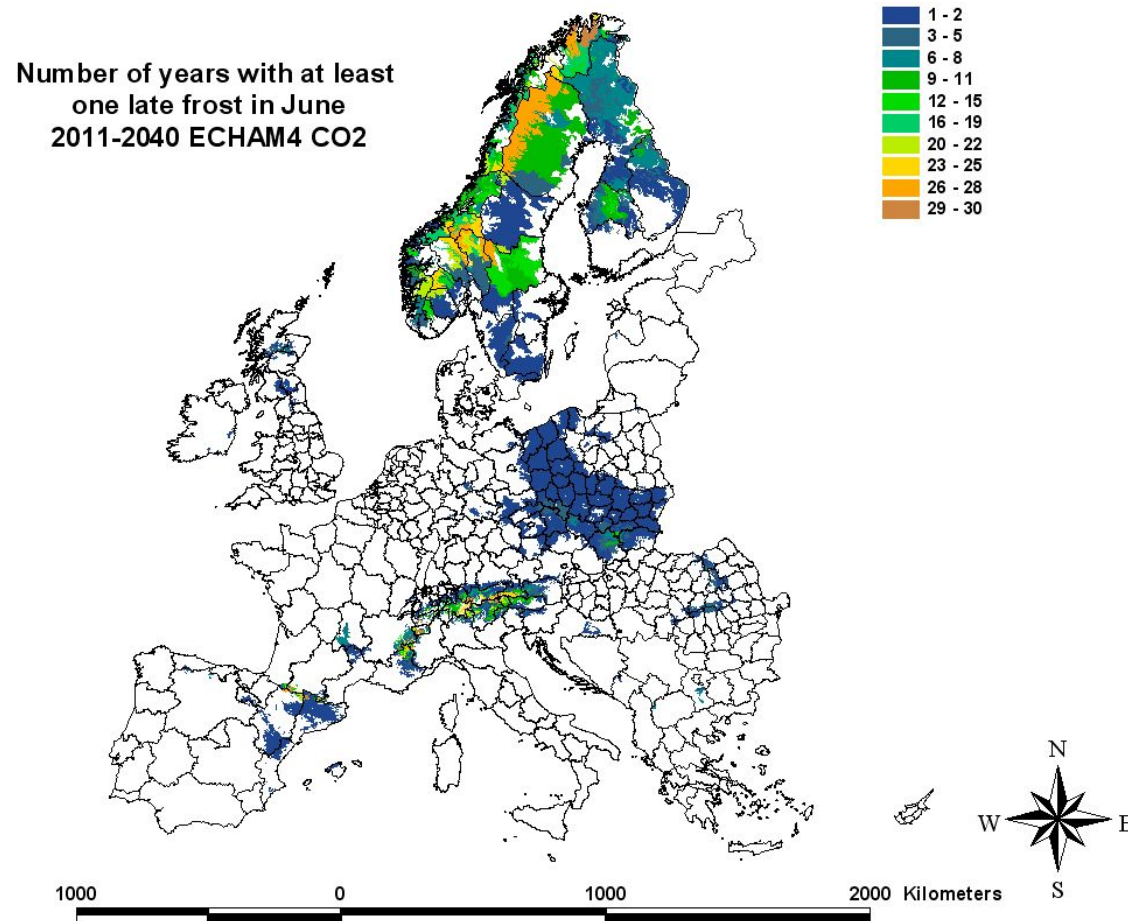 Number of years with at least
one late frost in June
2011-2040 ECHAM4 CO2
1 - 2
3 - 5
6 - 8
9 - 11
12 - 15
16 - 19
20 - 22
23 - 25
26 - 28
29 - 30
N
W E
S
1000 0 1000 2000 Kilometers